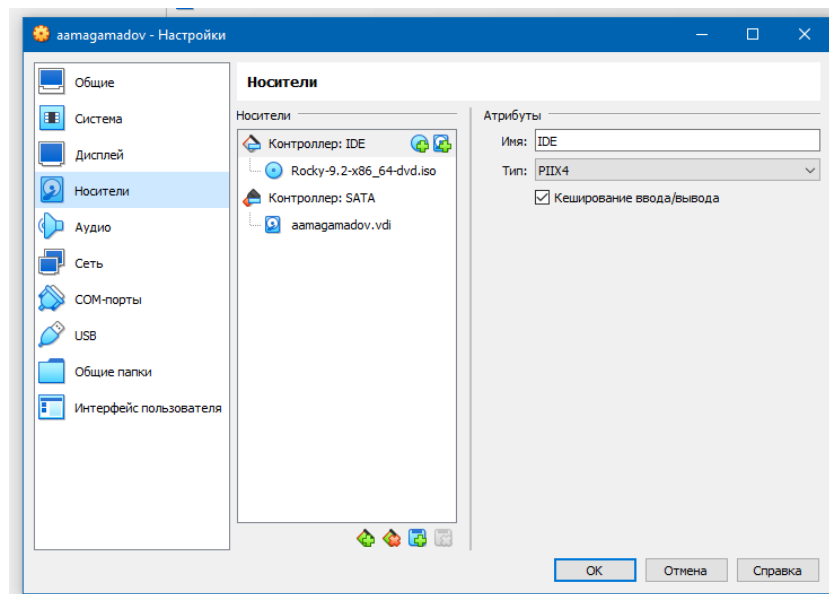 aamagamadov - Настройки
Общие
Система
Дисплей
Носители
Аудио
Сеть
COM-порты
USB
Общие папки
Интерфейс пользователя
Носители
Носители
Контроллер: IDE
Rocky-9.2-x86_64-dvd.iso
Контроллер: SATA
aamagamadov.vdi
Атрибуты
Имя: IDE
Тип: PIIX4
Кеширование ввода/вывода
OK Отмена Справка